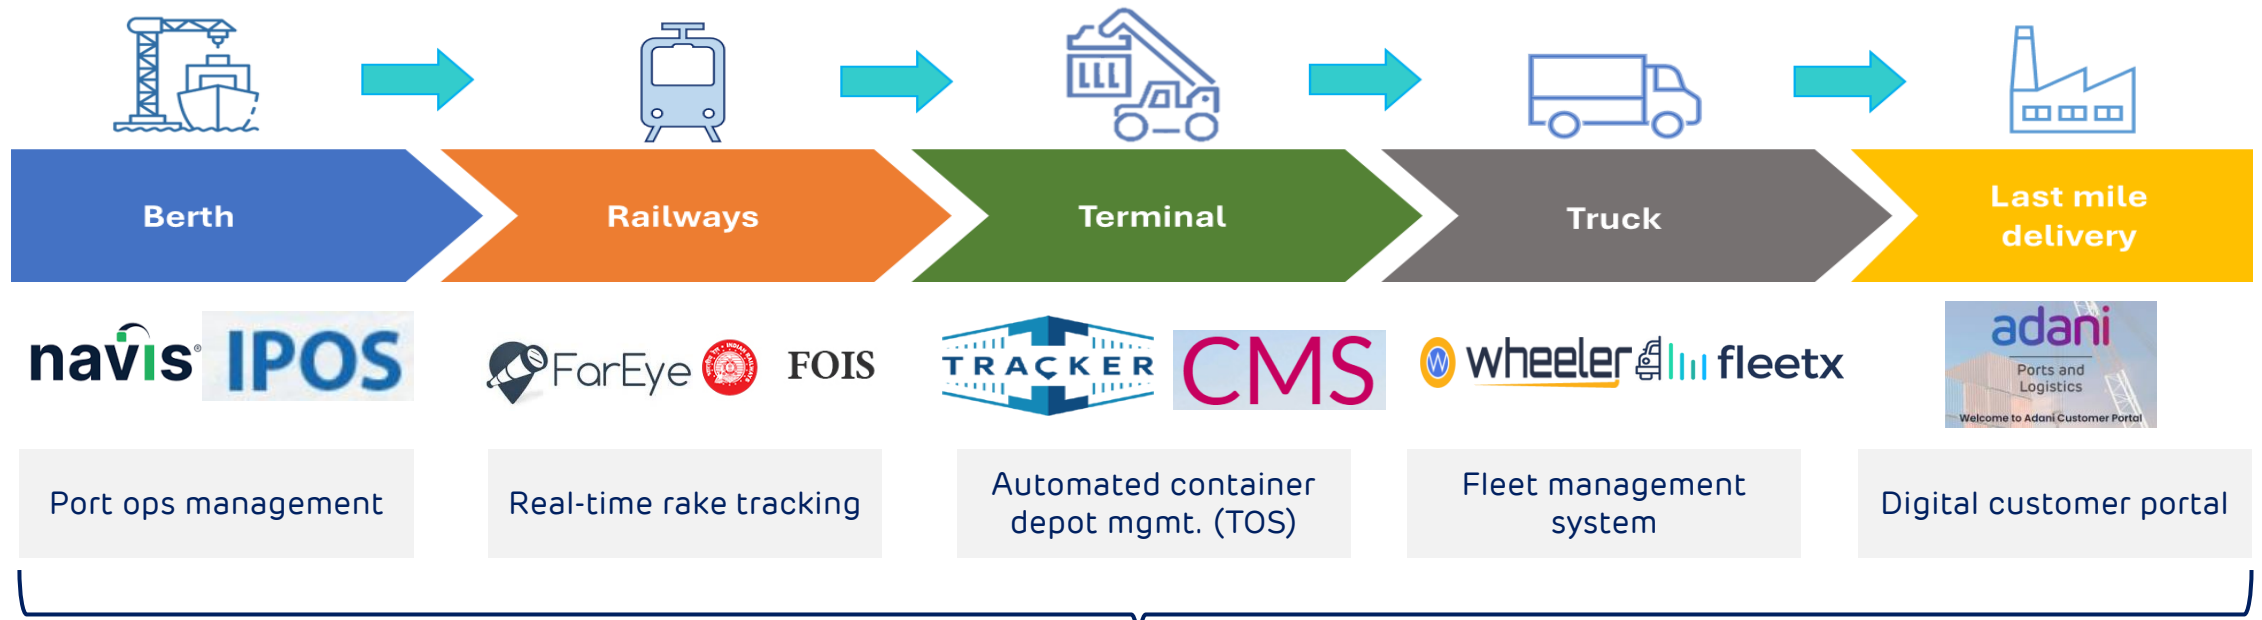 Berth
Railways
Terminal
Truck
Last mile
delivery
navis
IPOS
FarEye
FOIS
TRAÇKER
CMS
W wheeler
fleetx
adani
Ports and
Logistics
Welcome to Adani Customer Portal
Port ops management
Real-time rake tracking
Automated container
depot mgmt. (TOS)
Fleet management
system
Digital customer portal